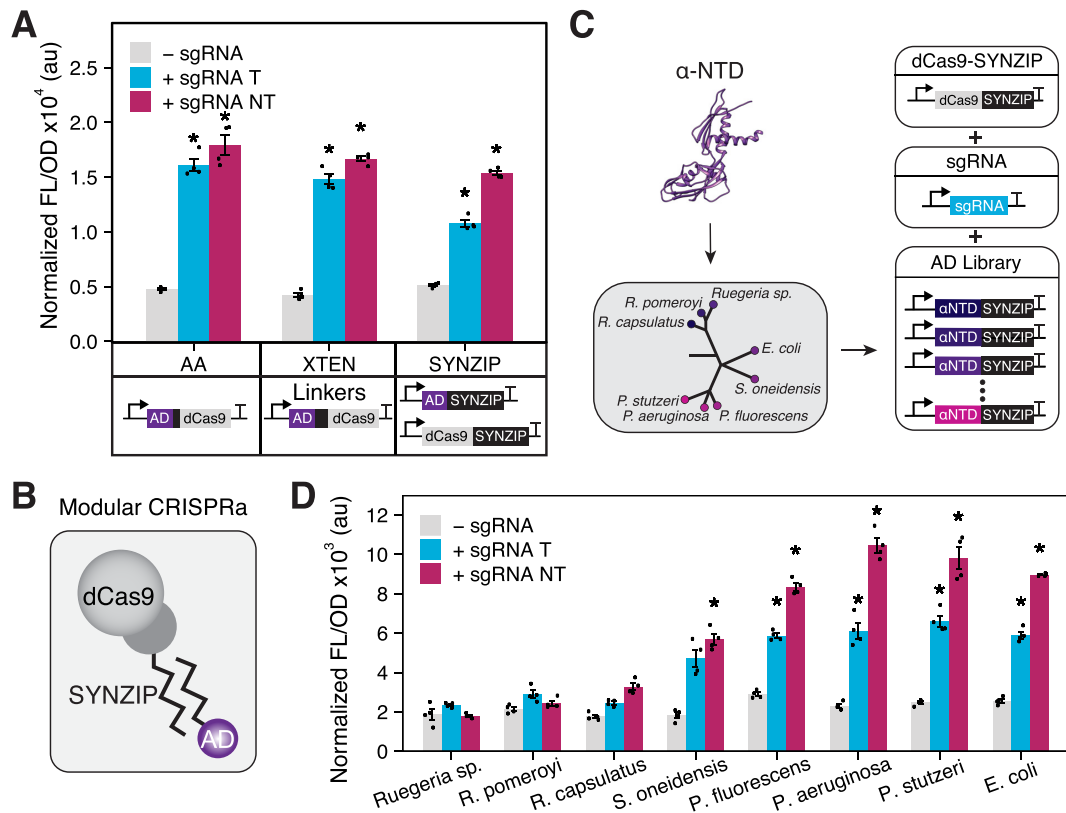 A
Normalized FL/OD x10⁴ (au)
2.5
2.0
1.5
1.0
0.5
0.0
– sgRNA
+ sgRNA T
+ sgRNA NT
* * * * * *
AA XTEN SYNZIP
Linkers
AD dCas9
AD dCas9
AD SYNZIP
dCas9 SYNZIP
B
Modular CRISPRa
dCas9
SYNZIP
AD
C
α-NTD
Ruegeria sp.
R. pomeroyi
R. capsulatus
E. coli
S. oneidensis
P. stutzeri
P. aeruginosa
P. fluorescens
dCas9-SYNZIP
dCas9 SYNZIP
+
sgRNA
sgRNA
+
AD Library
αNTD SYNZIP
αNTD SYNZIP
αNTD SYNZIP
αNTD SYNZIP
D
Normalized FL/OD x10³ (au)
12
10
8
6
4
2
0
– sgRNA
+ sgRNA T
+ sgRNA NT
* * * * * * * * *
Ruegeria sp.
R. pomeroyi
R. capsulatus
S. oneidensis
P. fluorescens
P. aeruginosa
P. stutzeri
E. coli